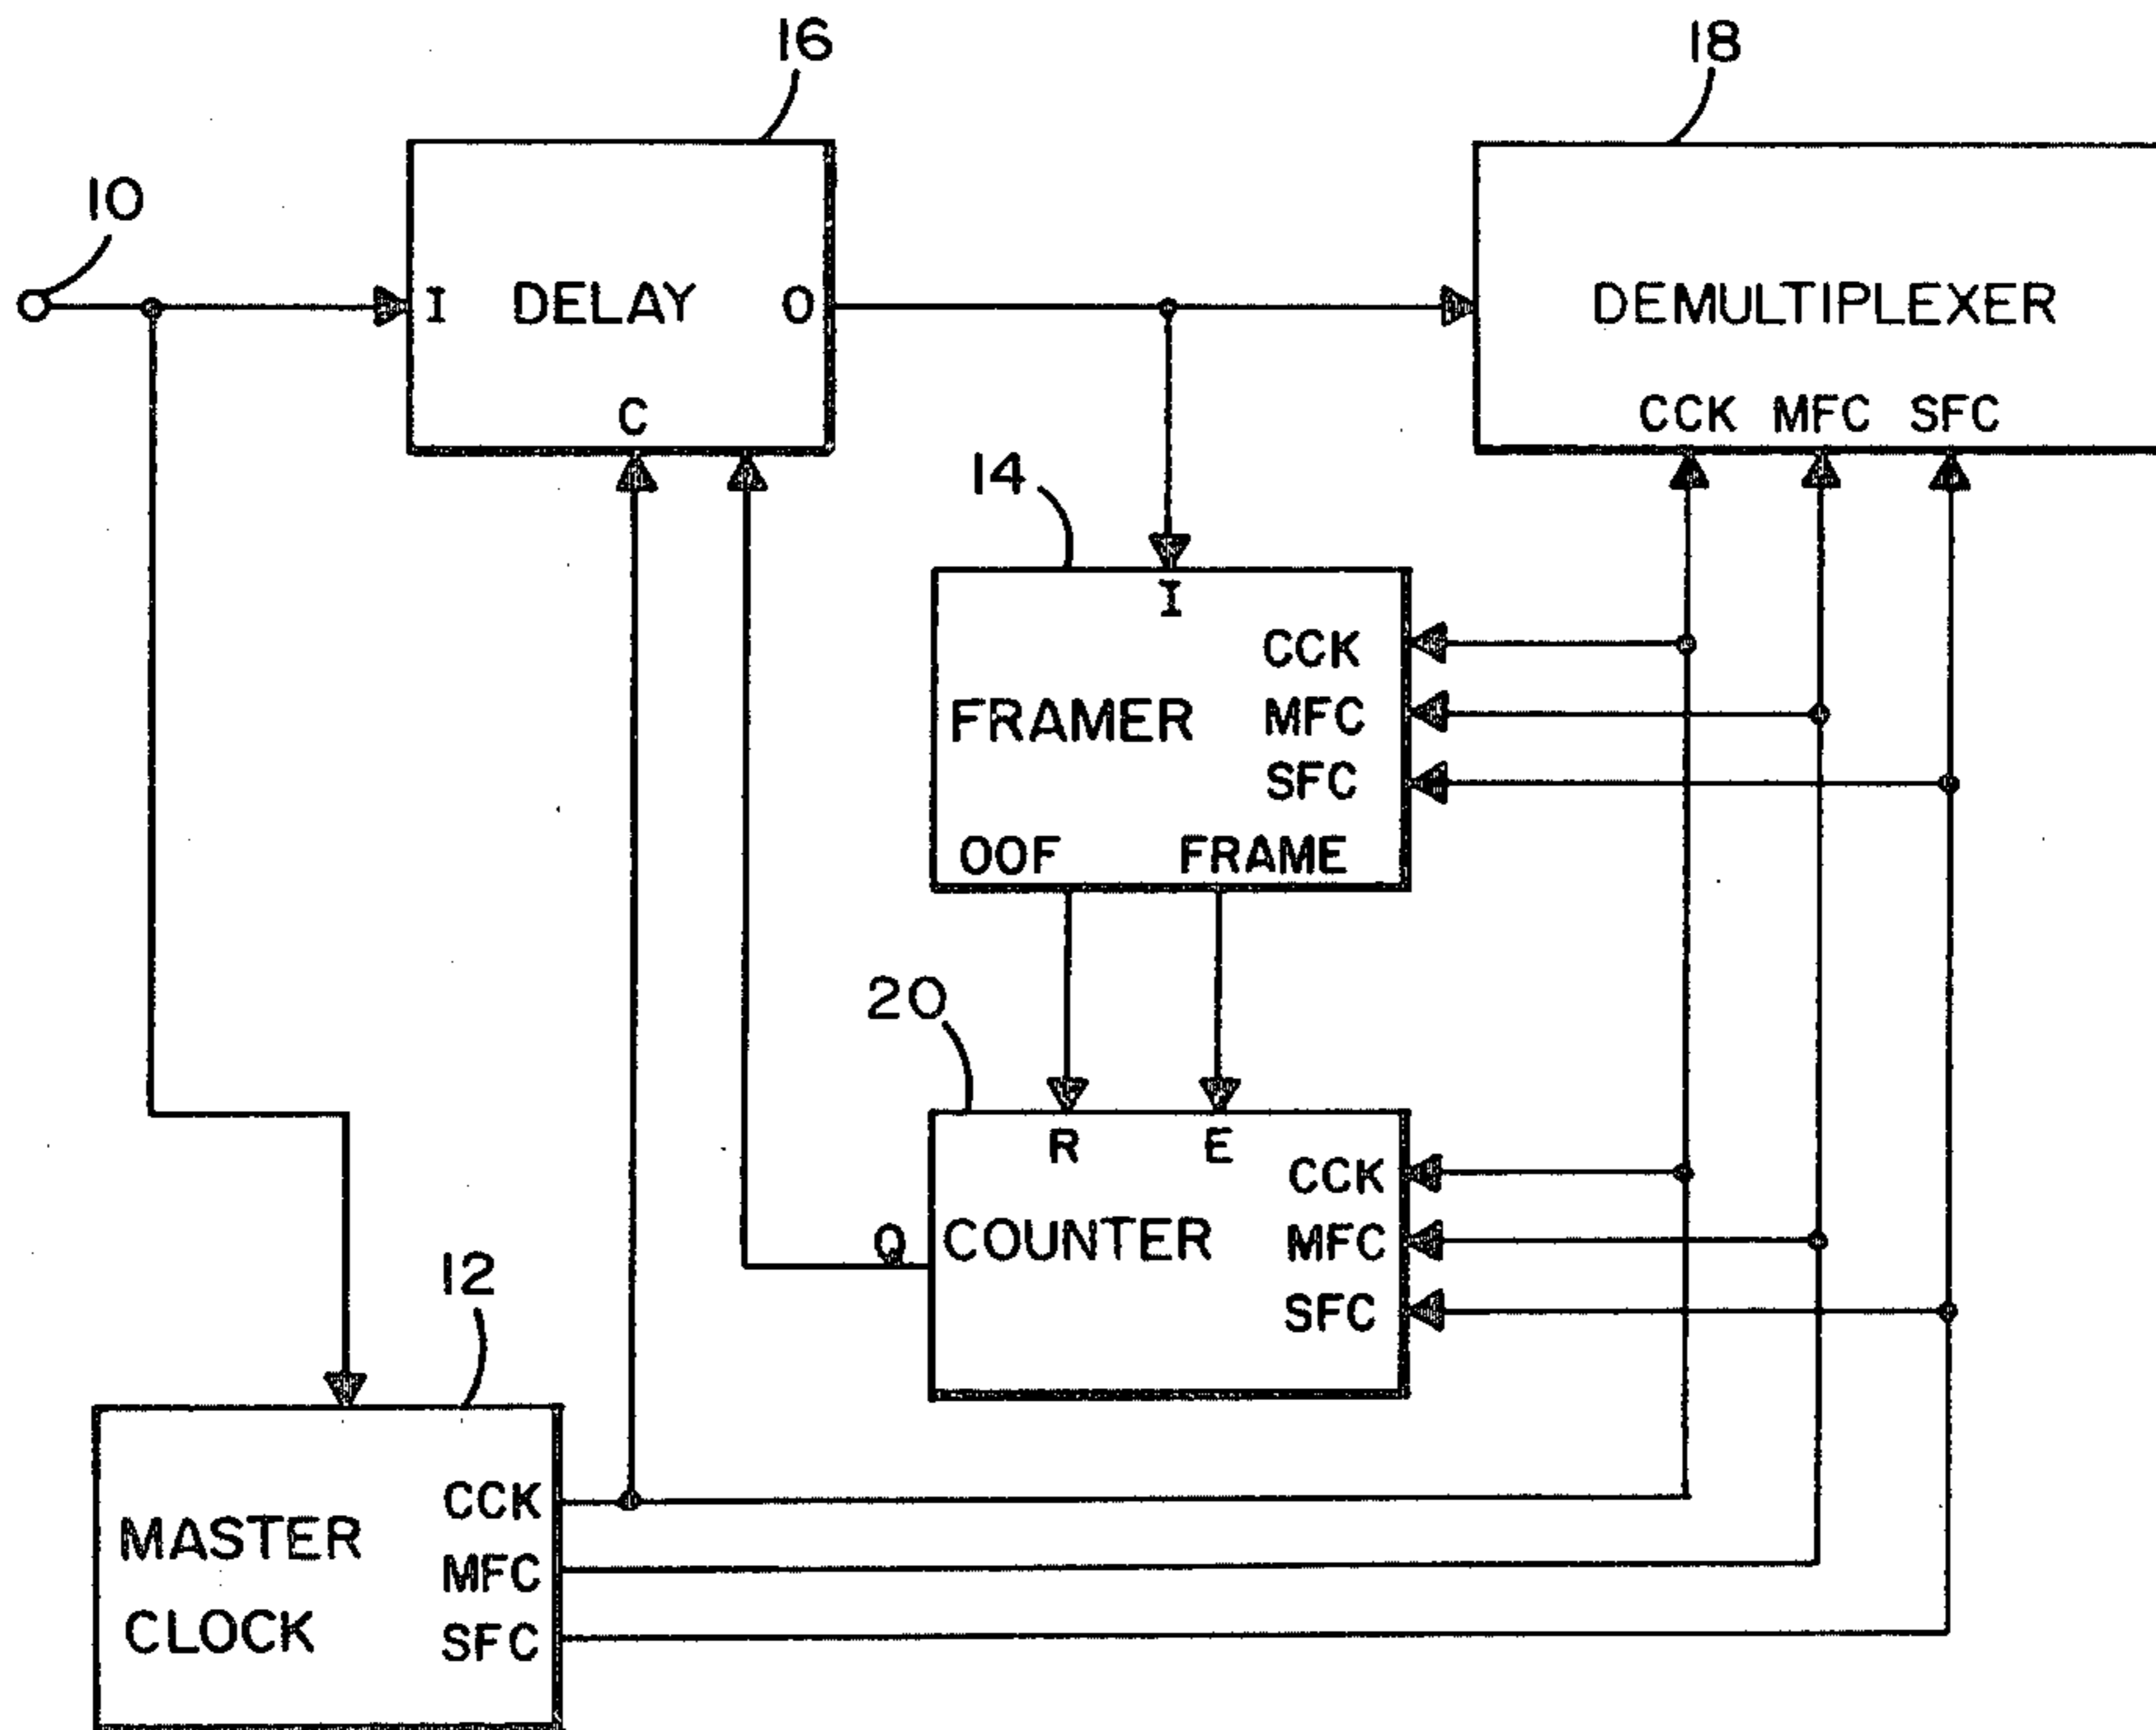 16
18
10
I DELAY O
C
DEMULTIPLEXER
CCK MFC SFC
14
I
CCK
FRAMER MFC
SFC
OOF FRAME
20
R E
CCK
Q COUNTER MFC
SFC
12
CCK
MASTER MFC
CLOCK SFC